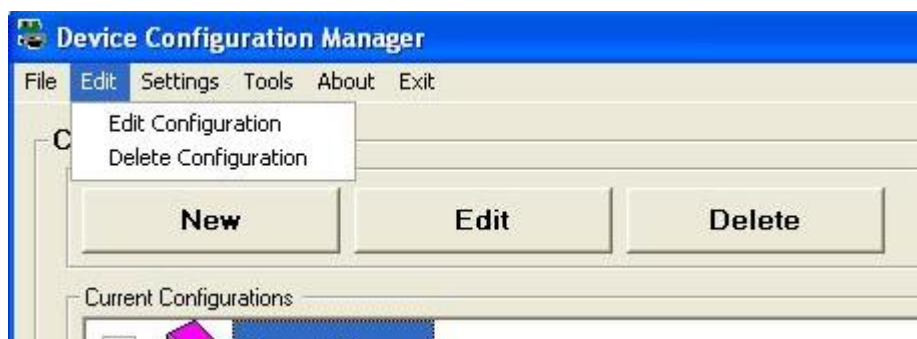 Device Configuration Manager
File Edit Settings Tools About Exit
Edit Configuration
Delete Configuration
New Edit Delete
Current Configurations